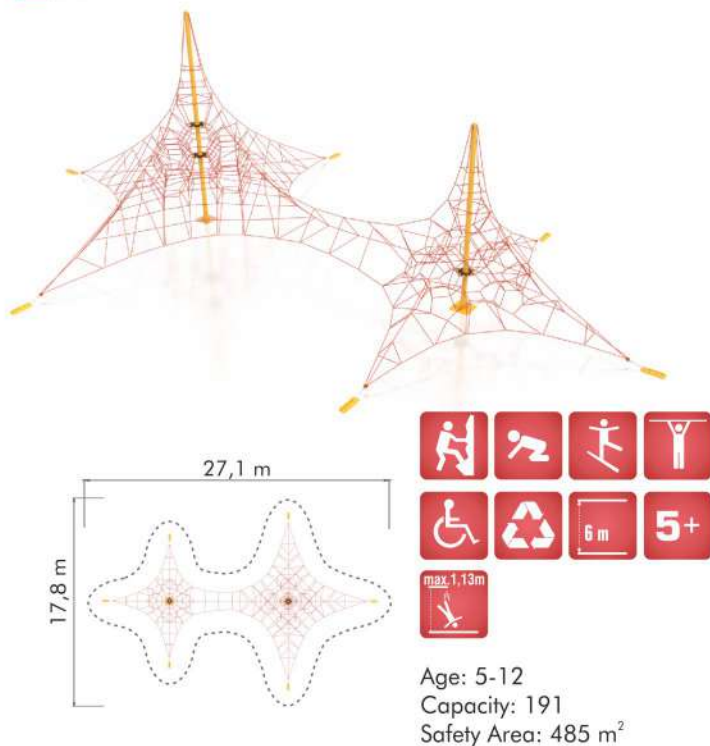 27,1 m
17,8 m
6 m
5+
max.1,13m
Age: 5-12
Capacity: 191
Safety Area: 485 m²